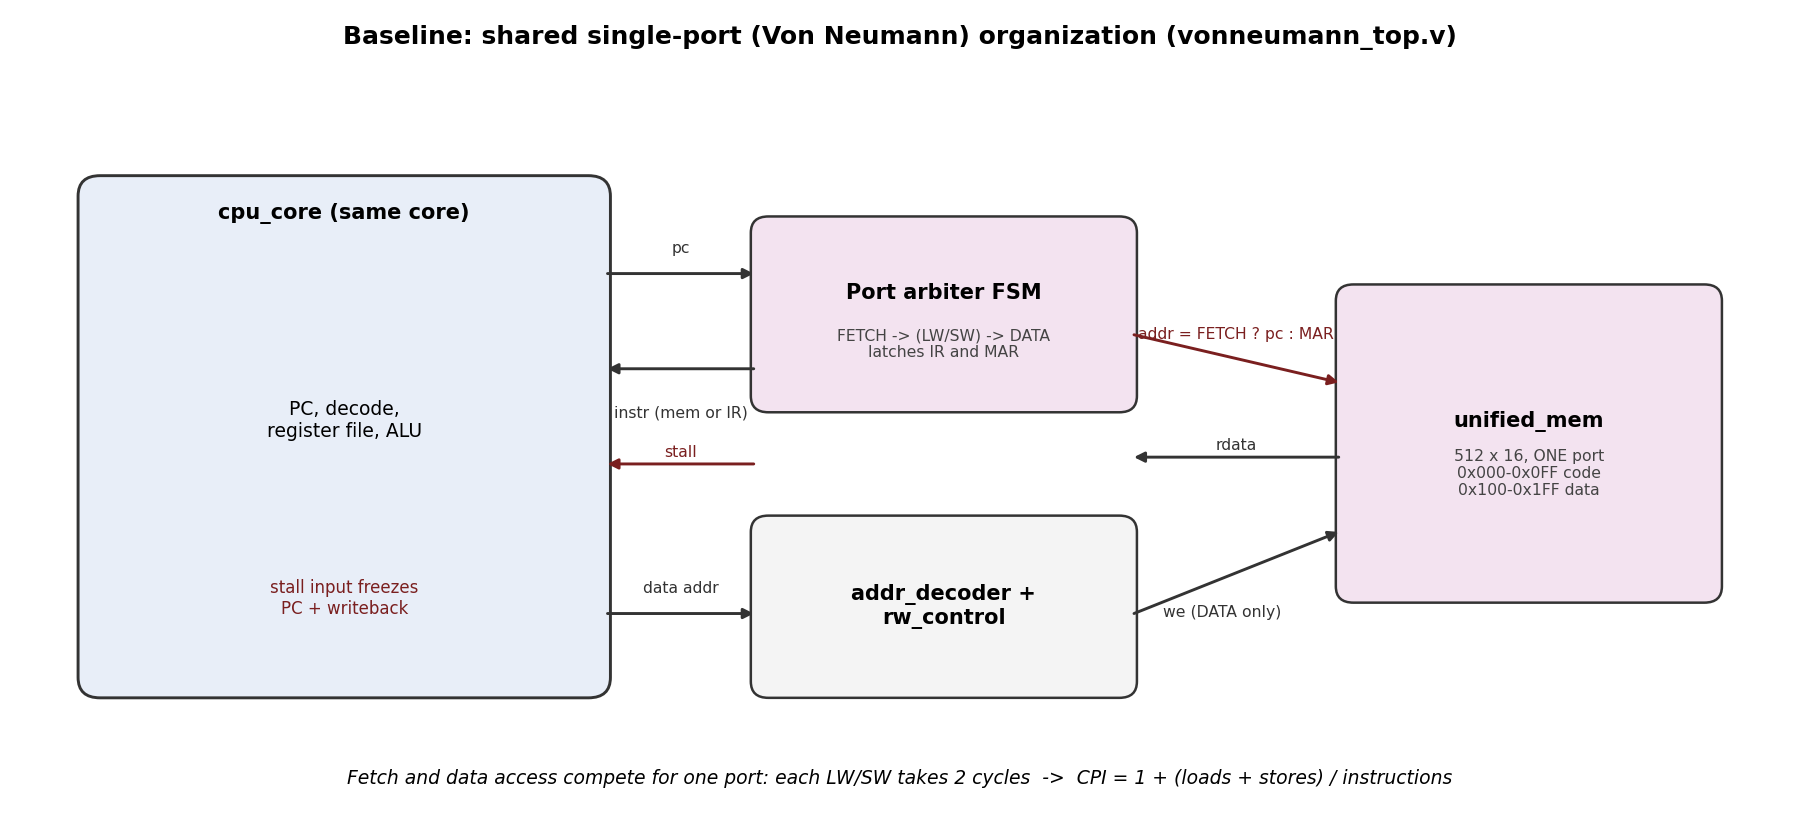 Baseline: shared single-port (Von Neumann) organization (vonneumann_top.v)
cpu_core (same core)
PC, decode,
register file, ALU
stall input freezes
PC + writeback
pc
instr (mem or IR)
stall
data addr
Port arbiter FSM
FETCH -> (LW/SW) -> DATA
latches IR and MAR
addr_decoder +
rw_control
addr = FETCH ? pc : MAR
rdata
we (DATA only)
unified_mem
512 x 16, ONE port
0x000-0x0FF code
0x100-0x1FF data
Fetch and data access compete for one port: each LW/SW takes 2 cycles -> CPI = 1 + (loads + stores) / instructions